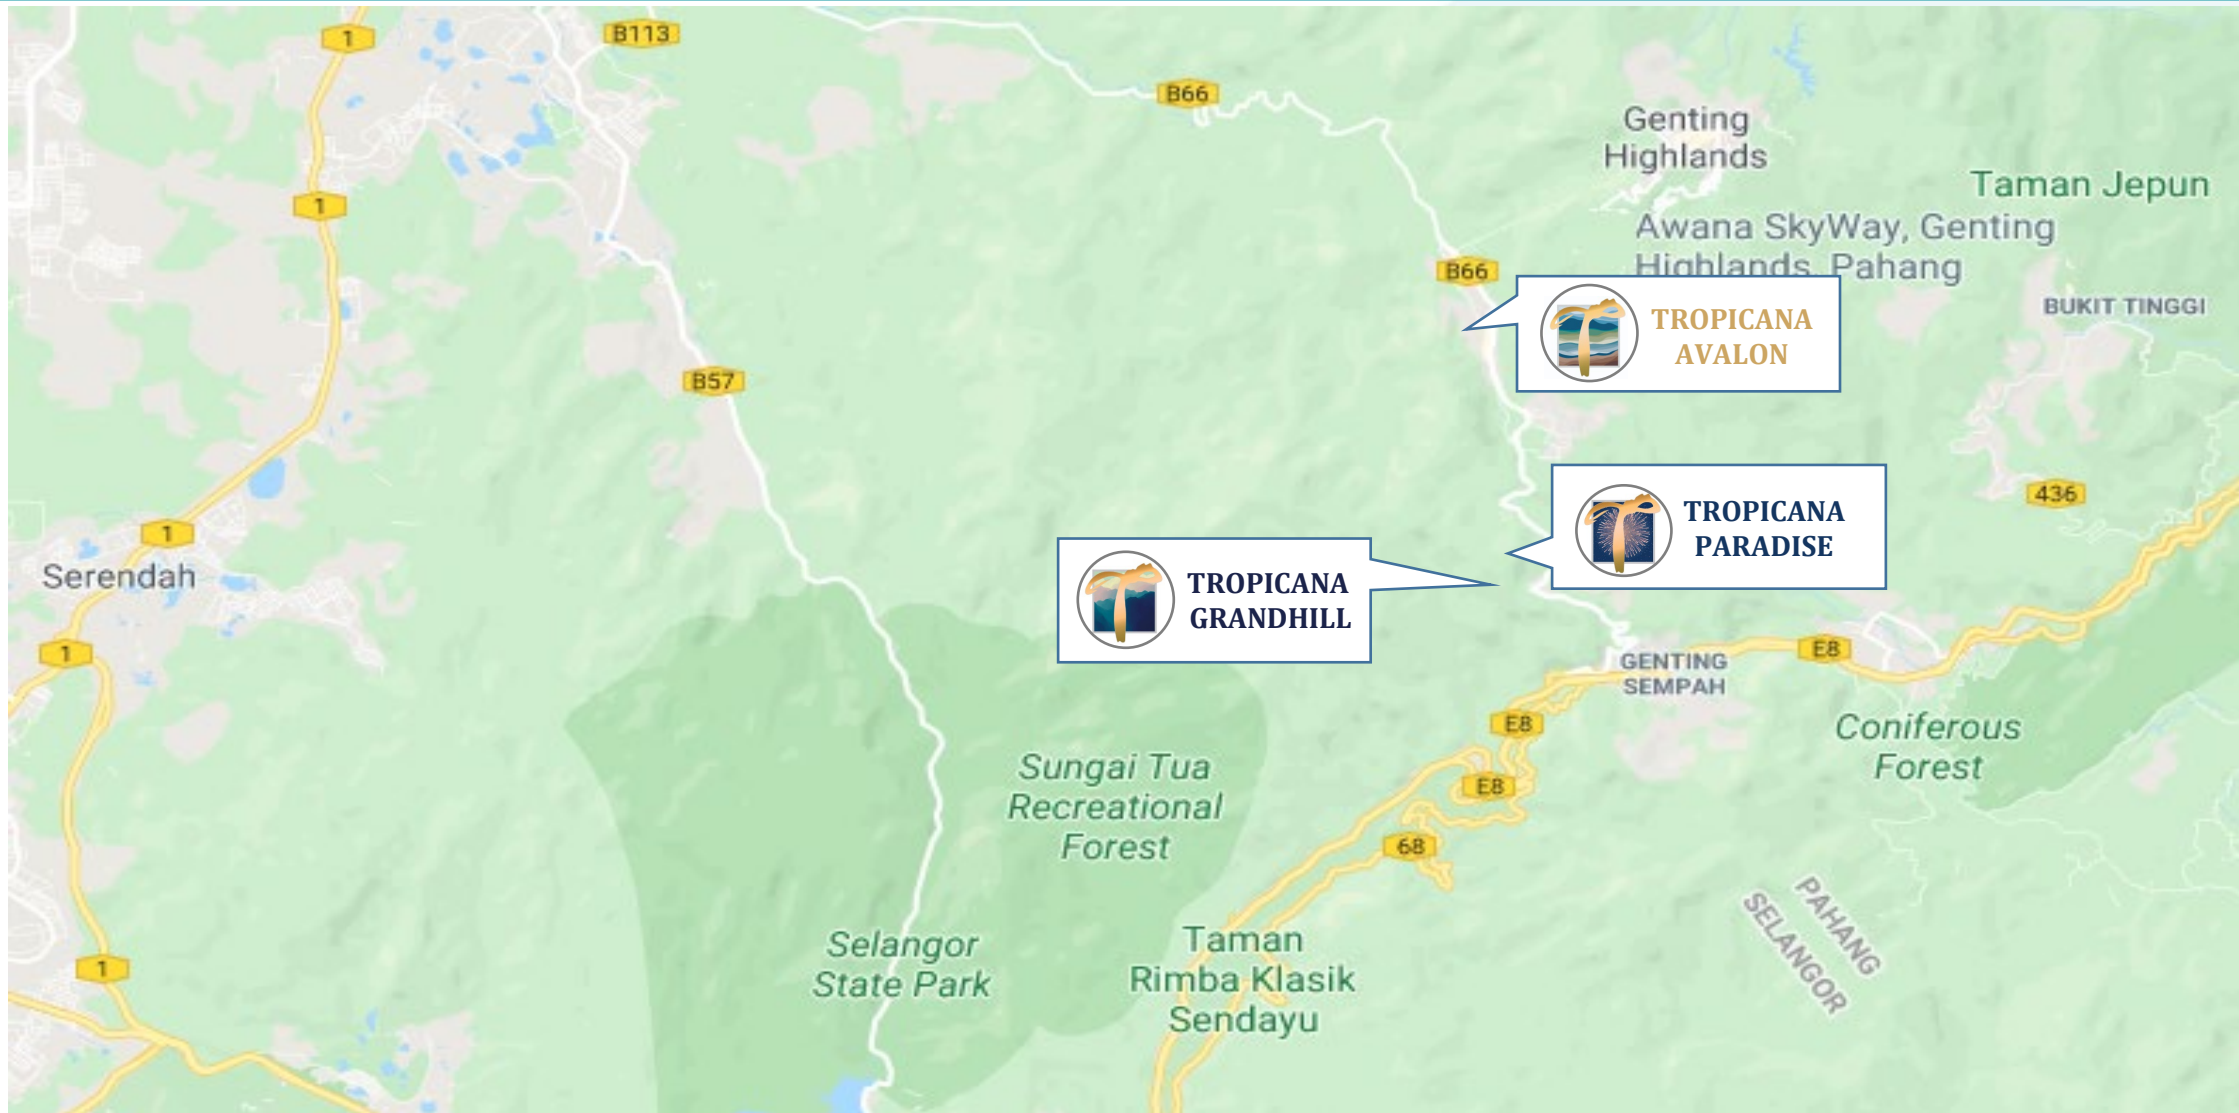 1
B113
B66
Genting
Highlands
Taman Jepun
1
Awana SkyWay, Genting
Highlands, Pahang
B66
BUKIT TINGGI
TROPICANA
AVALON
B57
436
TROPICANA
PARADISE
1
Serendah
TROPICANA
GRANDHILL
1
E8
GENTING
SEMPAH
E8
Coniferous
Forest
Sungai Tua
Recreational
Forest
E8
68
PAHANG
SELANGOR
Selangor
State Park
Taman
Rimba Klasik
Sendayu
1